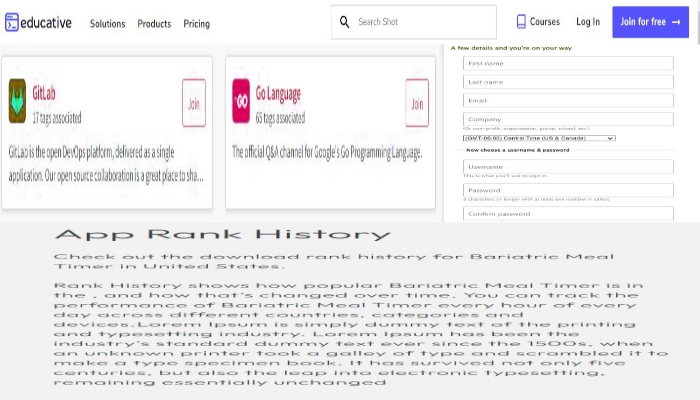 educative
Solutions
Products
Pricing
Search Shot
Courses
Log In
Join for free →
GitLab
17 tags associated
Join
GitLab is the open DevOps platform, delivered as a single
application. Our open source collaboration is a great place to sha...
GO
Go Language
65 tags associated
Join
The official Q&A channel for Google's Go Programming Language.
A few details and you're on your way
First name
Last name
Email
Company
(Or non-profit, organization, group, school, etc.)
(GMT-06:00) Central Time (US & Canada)
Now choose a username & password
Username
This is what you'll use to sign in.
Password
Confirm password
App Rank History
Check out the download rank history for Bariatric Meal
Timer in United States.
Rank History shows how popular Bariatric Meal Timer is in
the , and how that's changed over time. You can track the
performance of Bariatric Meal Timer every hour of every
day across different countries, categories and
devices.Lorem Ipsum is simply dummy text of the printing
and typesetting industry. Lorem Ipsum has been the
industry's standard dummy text ever since the 1500s, when
an unknown printer took a galley of type and scrambled it to
make a type specimen book. It has survived not only five
centuries, but also the leap into electronic typesetting,
remaining essentially unchanged